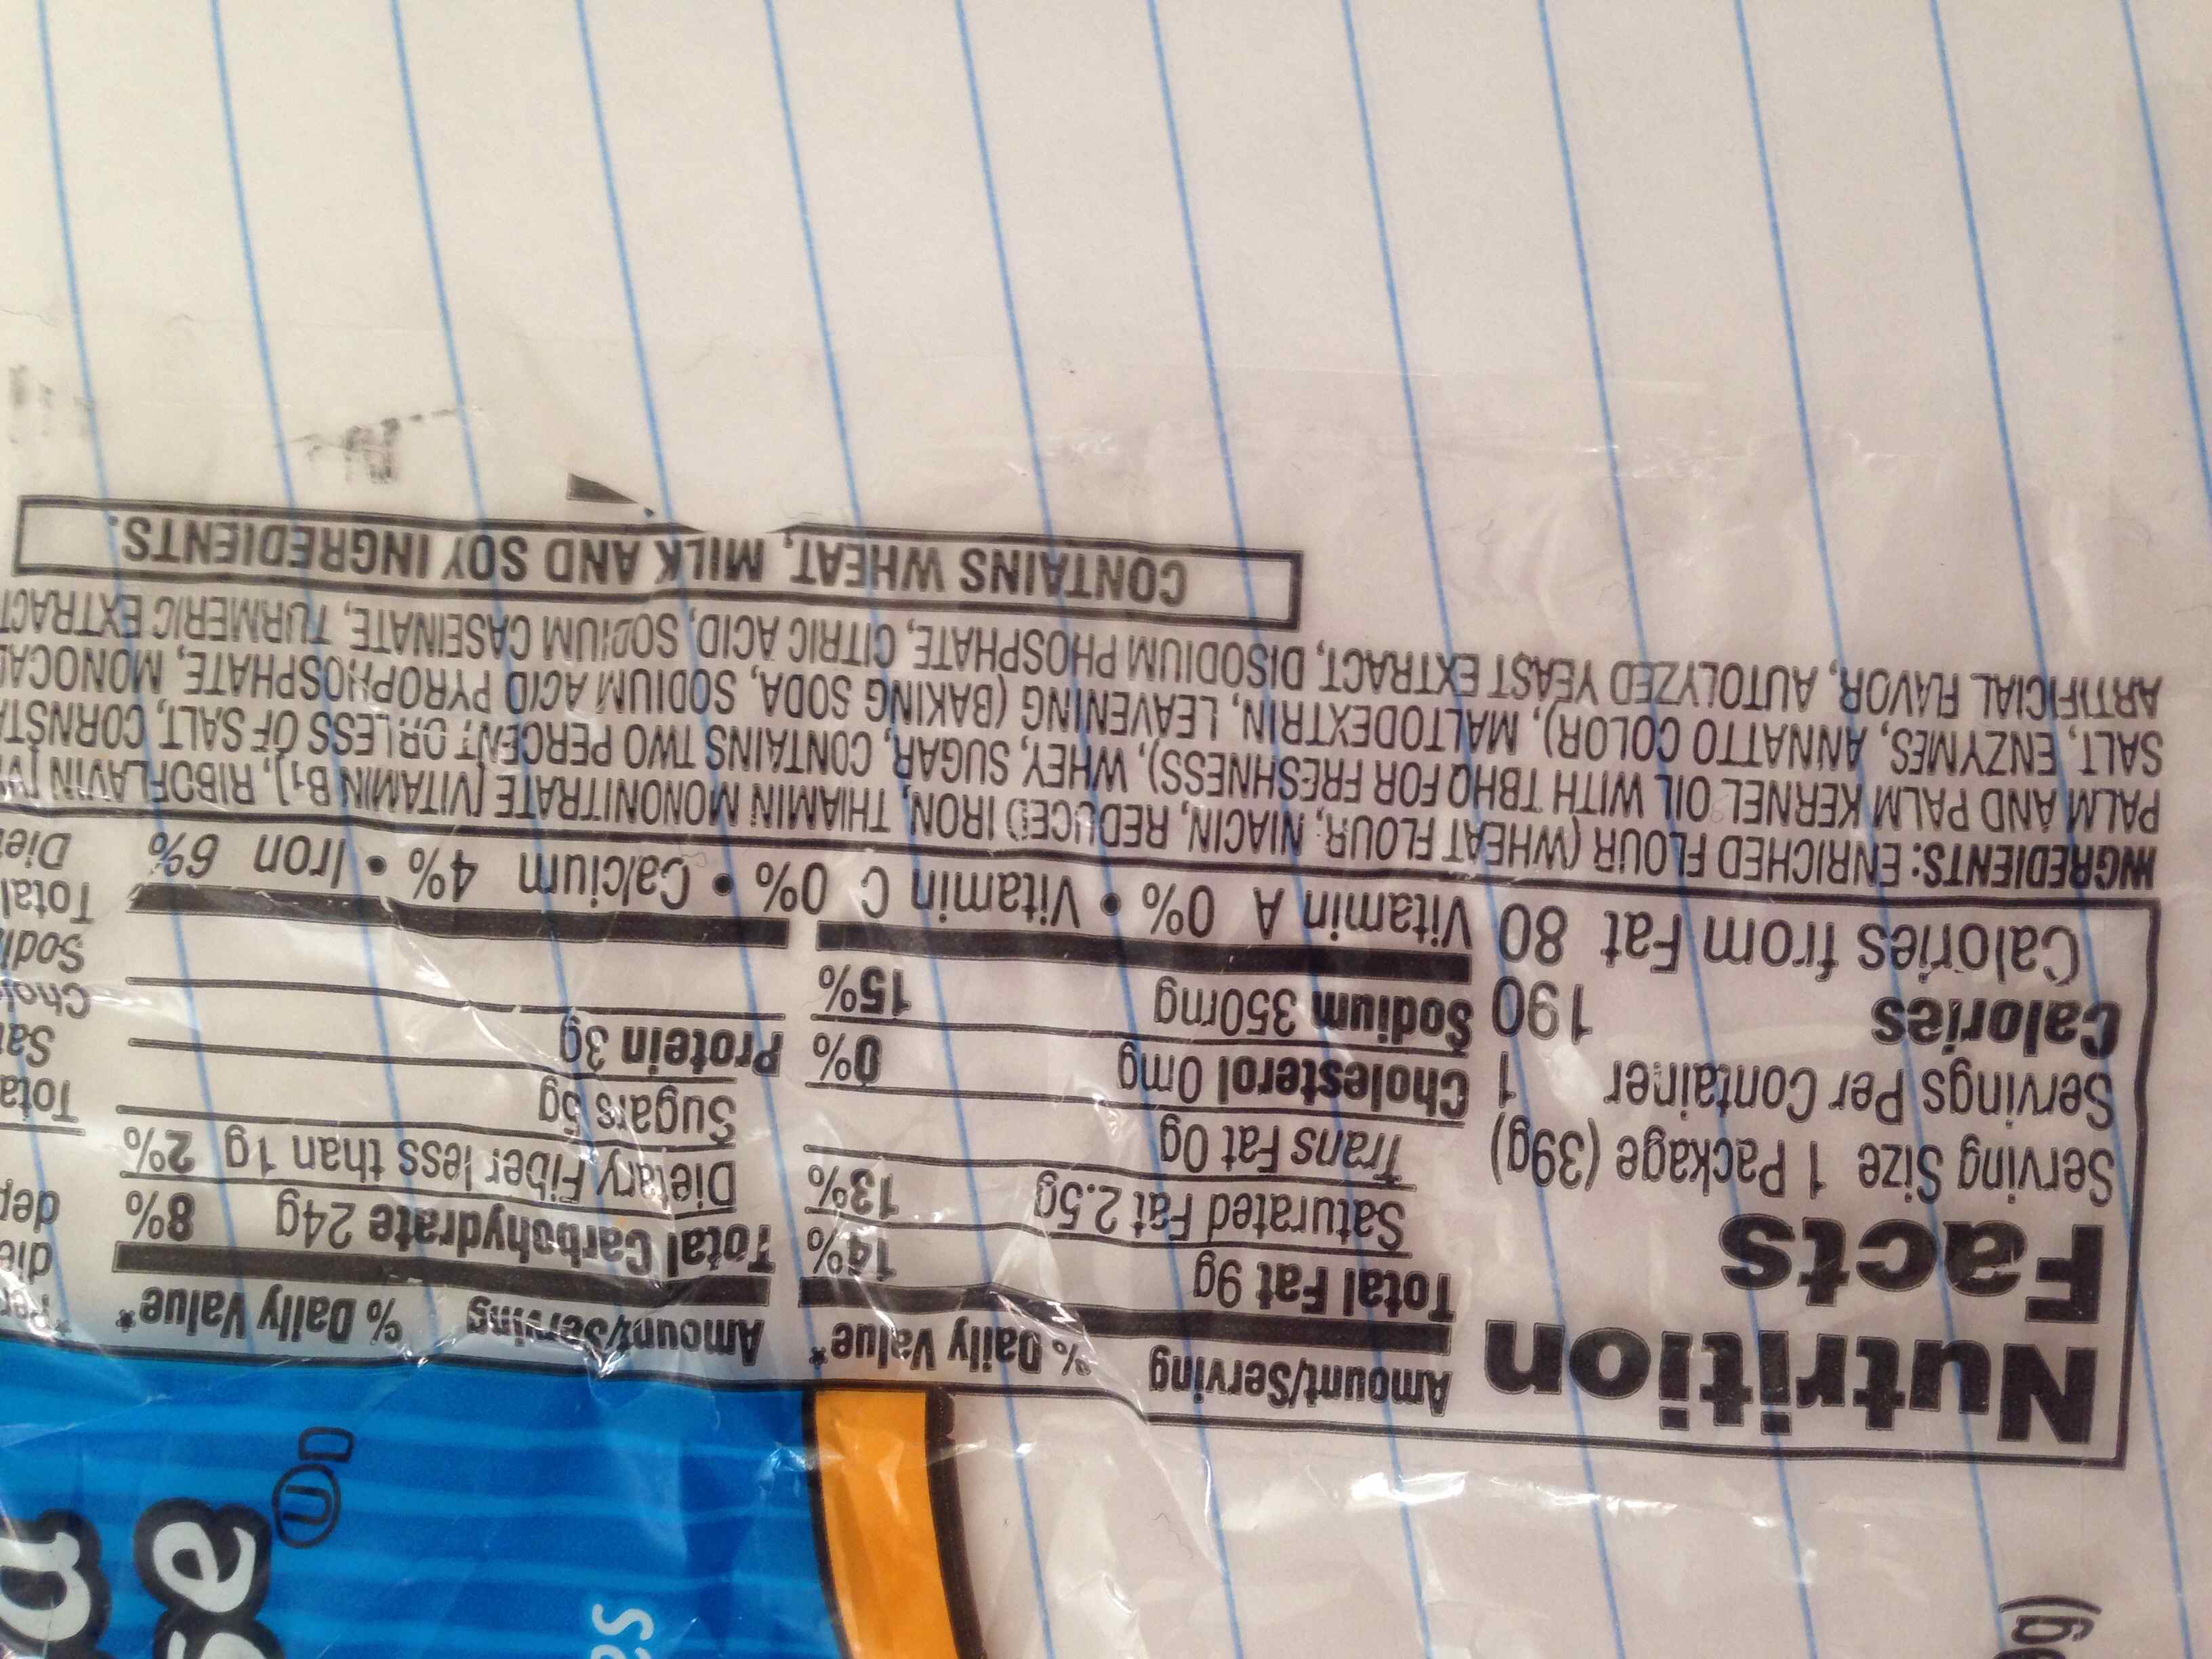 Nutrition
Facts
Serving Size 1 Package (39g)
Servings Per Container 1
Calories 190
Calories from Fat 80
Amount/Serving % Daily Value*
Total Fat 9g 14%
Saturated Fat 2.5g 13%
Trans Fat 0g
Cholesterol 0mg 0%
Sodium 350mg 15%
Amount/Serving % Daily Value*
Total Carbohydrate 24g 8%
Dietary Fiber less than 1g 2%
Sugars 5g
Protein 3g
Vitamin A 0% • Vitamin C 0% • Calcium 4% • Iron 6%
INGREDIENTS: ENRICHED FLOUR (WHEAT FLOUR, NIACIN, REDUCED IRON, THIAMIN MONONITRATE [VITAMIN B1], RIBOFLAVIN
PALM AND PALM KERNEL OIL WITH TBHQ FOR FRESHNESS), WHEY, SUGAR, CONTAINS TWO PERCENT OR LESS OF SALT,
SALT, ENZYMES, ANNATTO COLOR), MALTODEXTRIN, LEAVENING (BAKING SODA, SODIUM ACID PYROPHOSPHATE,
ARTIFICIAL FLAVOR, AUTOLYZED YEAST EXTRACT, DISODIUM PHOSPHATE, CITRIC ACID, SODIUM CASEINATE, TURMERIC EXTRACT
CONTAINS WHEAT, MILK AND SOY INGREDIENTS.